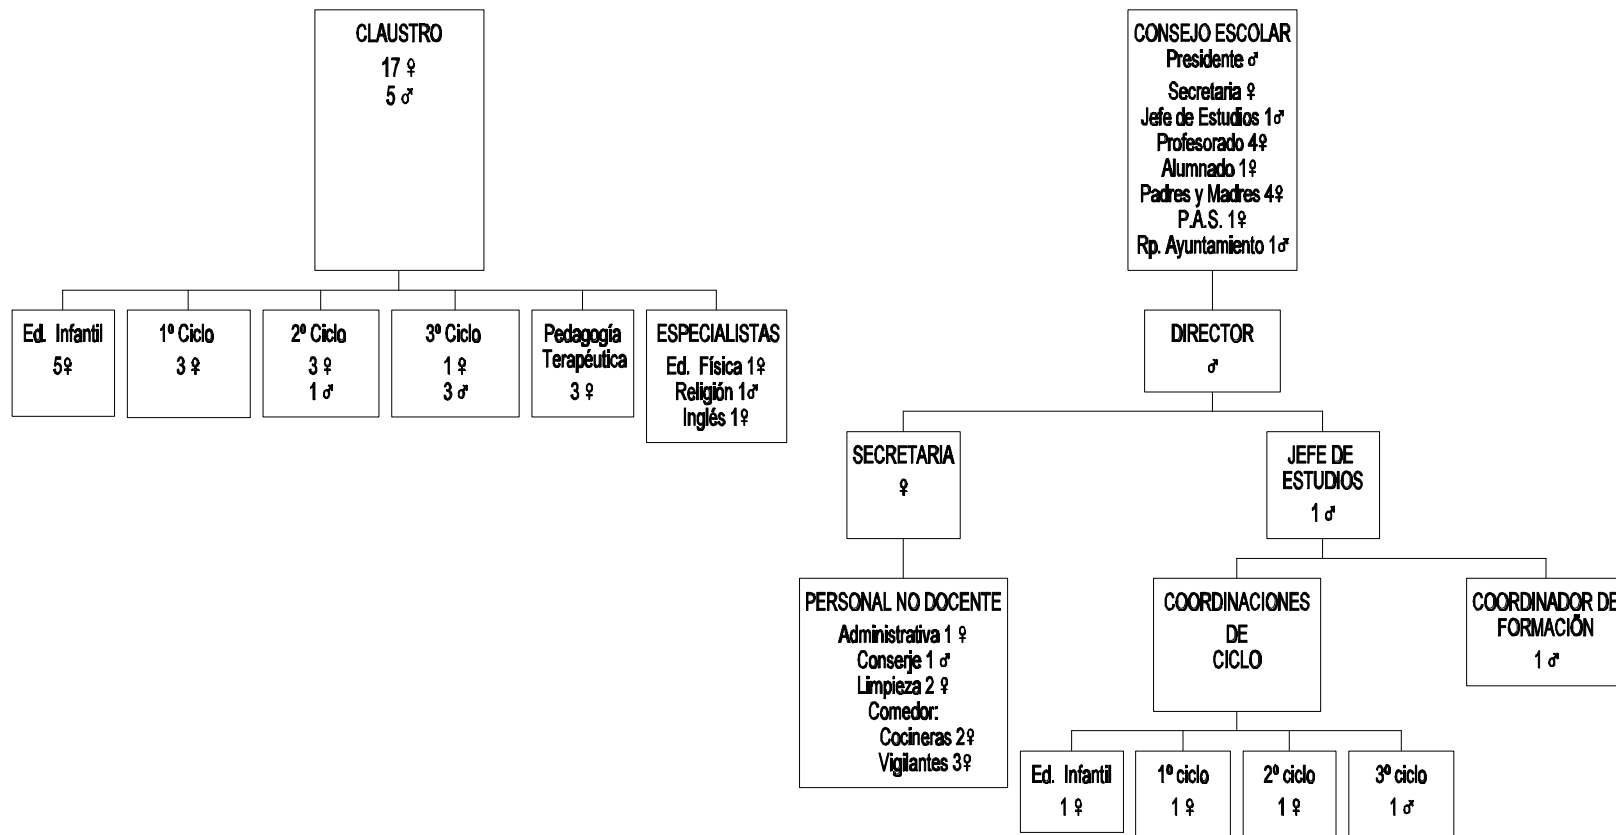 CLAUSTRO
17 ♀
5 ♂
Ed. Infantil
5♀
1º Ciclo
3 ♀
2º Ciclo
3 ♀
1 ♂
3º Ciclo
1 ♀
3 ♂
Pedagogía
Terapéutica
3 ♀
ESPECIALISTAS
Ed. Física 1♀
Religión 1♂
Inglés 1♀
CONSEJO ESCOLAR
Presidente ♂
Secretaria ♀
Jefe de Estudios 1♂
Profesorado 4♀
Alumnado 1♀
Padres y Madres 4♀
P.A.S. 1♀
Rp. Ayuntamiento 1♂
DIRECTOR
♂
SECRETARIA
♀
JEFE DE
ESTUDIOS
1 ♂
PERSONAL NO DOCENTE
Administrativa 1 ♀
Conserje 1 ♂
Limpieza 2 ♀
Comedor:
Cocineras 2♀
Vigilantes 3♀
COORDINACIONES
DE
CICLO
COORDINADOR DE
FORMACIÓN
1 ♂
Ed. Infantil
1 ♀
1º ciclo
1 ♀
2º ciclo
1 ♀
3º ciclo
1 ♂